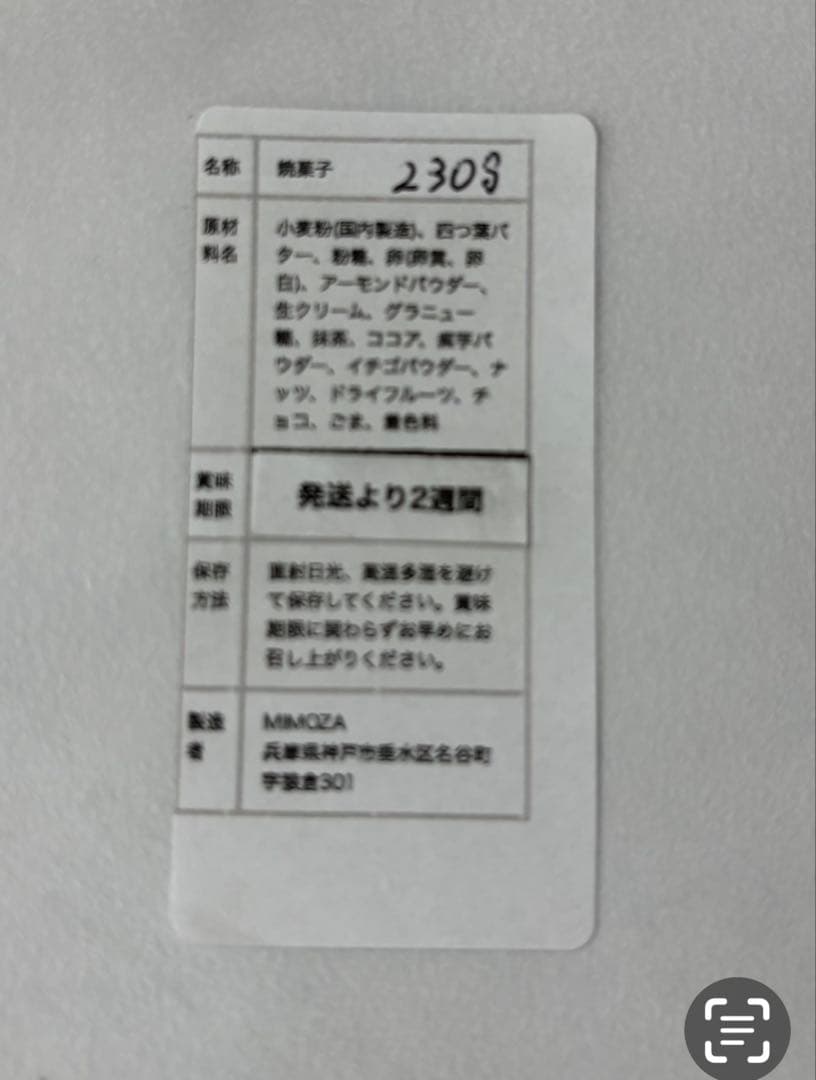 名称 焼菓子 230g
原材料名 小麦粉(国内製造)、四つ葉バ
ター、粉糖、卵(卵黄、卵
白)、アーモンドパウダー、
生クリーム、グラニュー
糖、抹茶、ココア、紫芋パ
ウダー、イチゴパウダー、ナ
ッツ、ドライフルーツ、チ
ョコ、ごま、着色料
賞味期限 発送より2週間
保存方法 直射日光、高温多湿を避け
て保存してください。賞味
期限に関わらずお早めにお
召し上がりください。
製造者 MIMOZA
兵庫県神戸市垂水区名谷町
字猿倉301